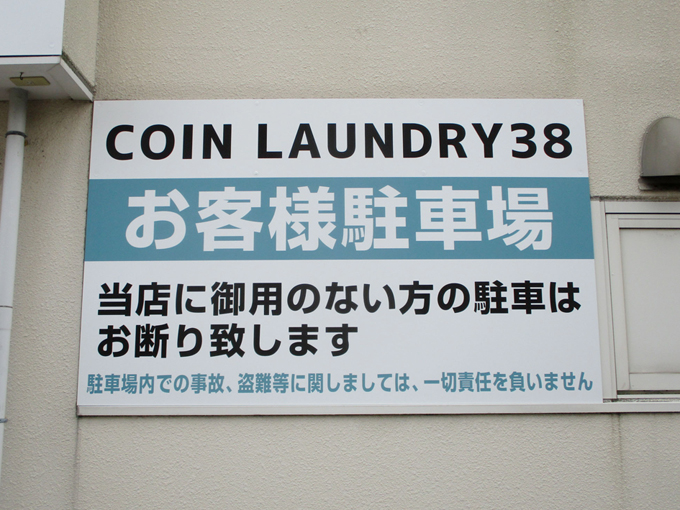 COIN LAUNDRY38
お客様駐車場
当店に御用のない方の駐車は
お断り致します
駐車場内での事故、盗難等に関しましては、一切責任を負いません